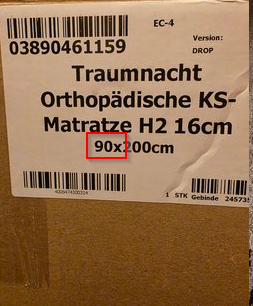 EC-4
03890461159
Version:
DROP
Traumnacht
Orthopädische KS-
Matratze H2 16cm
90x200cm
1 STK Gebinde